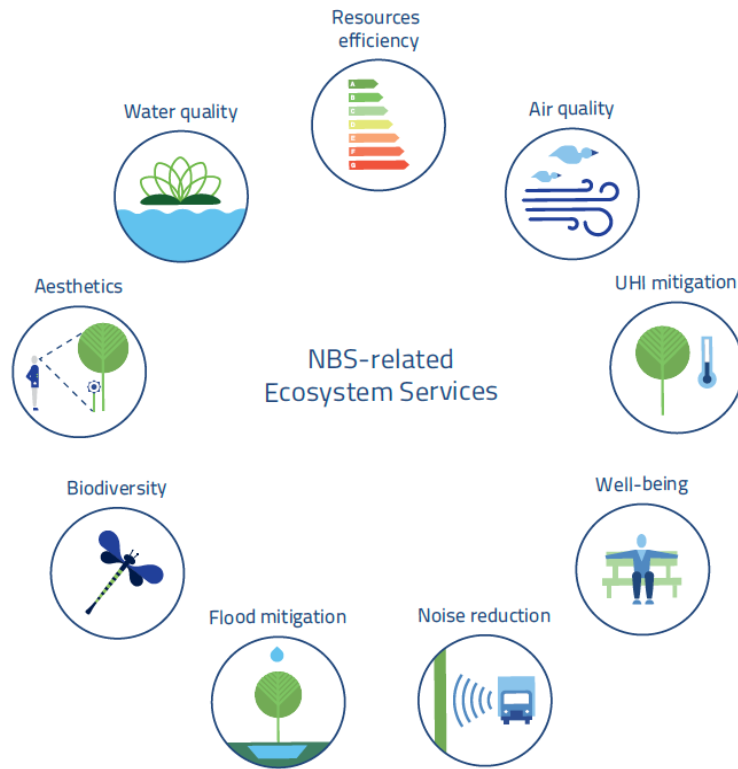 Resources
efficiency
A
B
C
D
E
F
G
Water quality
Air quality
Aesthetics
UHI mitigation
NBS-related
Ecosystem Services
Biodiversity
Well-being
Flood mitigation
Noise reduction